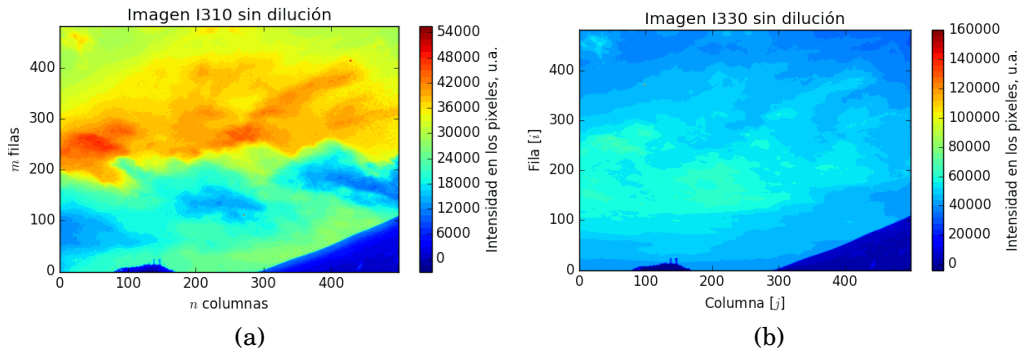 Imagen I310 sin dilución
400
300
200
100
0
0 100 200 300 400
m filas
n columnas
54000
48000
42000
36000
30000
24000
18000
12000
6000
0
Intensidad en los pixeles, u.a.
(a)
Imagen I330 sin dilución
400
300
200
100
0
0 100 200 300 400
Fila [i]
Columna [j]
160000
140000
120000
100000
80000
60000
40000
20000
0
Intensidad en los pixeles, u.a.
(b)